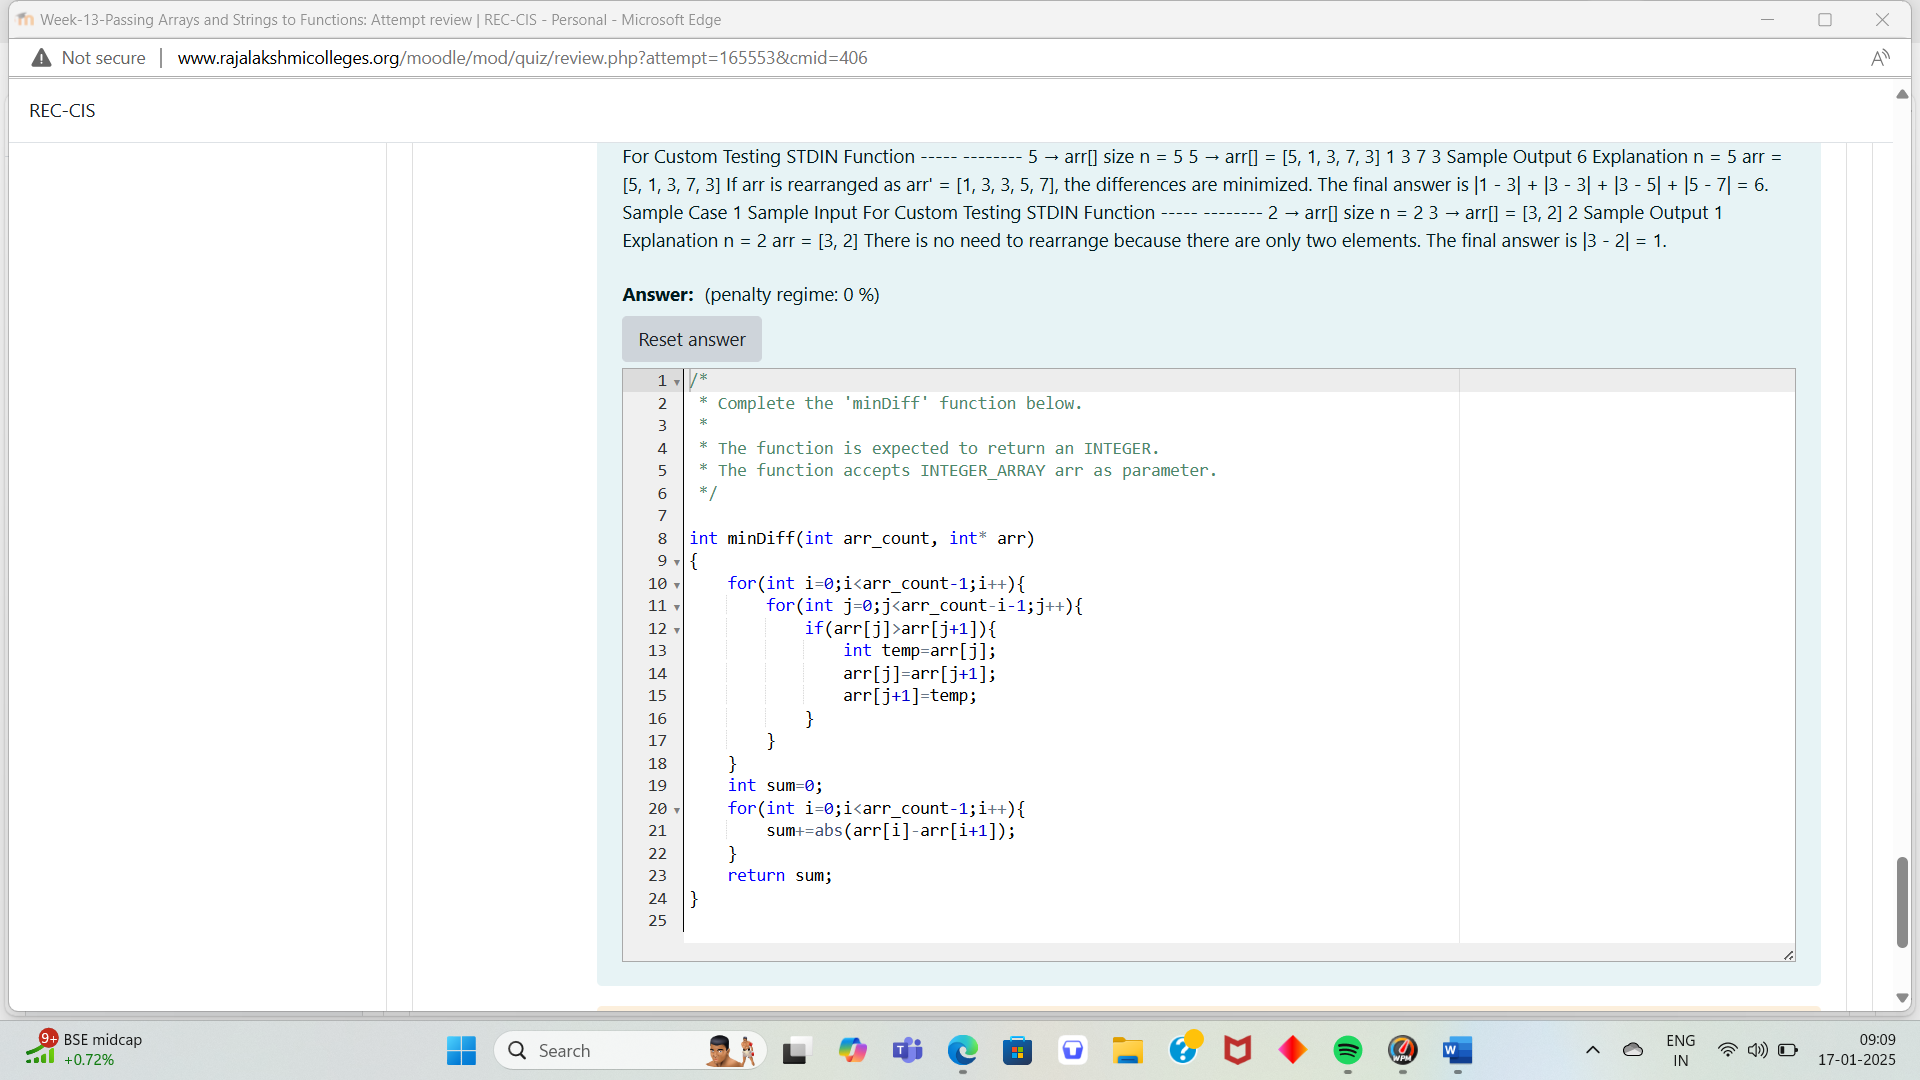 Week-13-Passing Arrays and Strings to Functions: Attempt review | REC-CIS - Personal - Microsoft Edge
Not secure | www.rajalakshmicolleges.org/moodle/mod/quiz/review.php?attempt=165553&cmid=406
REC-CIS
For Custom Testing STDIN Function ----- -------- 5 → arr[] size n = 5 5 → arr[] = [5, 1, 3, 7, 3] 1 3 7 3 Sample Output 6 Explanation n = 5 arr =
[5, 1, 3, 7, 3] If arr is rearranged as arr' = [1, 3, 3, 5, 7], the differences are minimized. The final answer is |1 - 3| + |3 - 3| + |3 - 5| + |5 - 7| = 6.
Sample Case 1 Sample Input For Custom Testing STDIN Function ----- -------- 2 → arr[] size n = 2 3 → arr[] = [3, 2] 2 Sample Output 1
Explanation n = 2 arr = [3, 2] There is no need to rearrange because there are only two elements. The final answer is |3 - 2| = 1.
Answer: (penalty regime: 0 %)
Reset answer
1 /*
2 * Complete the 'minDiff' function below.
3 *
4 * The function is expected to return an INTEGER.
5 * The function accepts INTEGER_ARRAY arr as parameter.
6 */
7
8 int minDiff(int arr_count, int* arr)
9 {
10 for(int i=0;i<arr_count-1;i++){
11 for(int j=0;j<arr_count-i-1;j++){
12 if(arr[j]>arr[j+1]){
13 int temp=arr[j];
14 arr[j]=arr[j+1];
15 arr[j+1]=temp;
16 }
17 }
18 }
19 int sum=0;
20 for(int i=0;i<arr_count-1;i++){
21 sum+=abs(arr[i]-arr[i+1]);
22 }
23 return sum;
24 }
25
9+ BSE midcap
+0.72%
Search
WPM
ENG
IN
09:09
17-01-2025